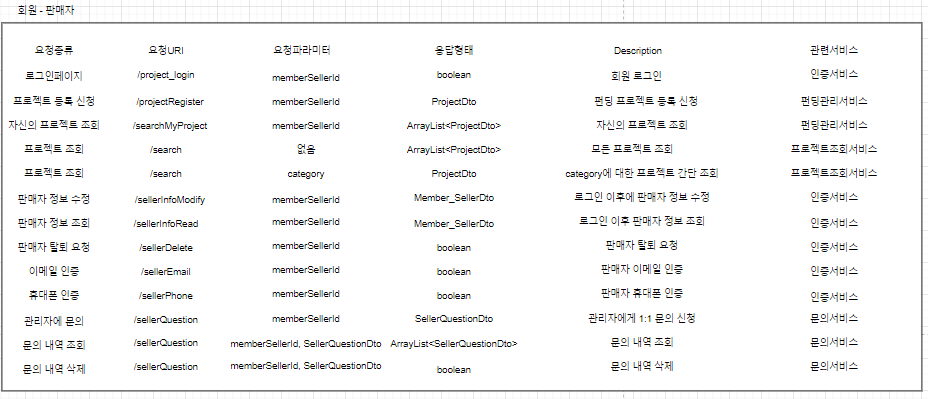 회원 - 판매자
요청종류 요청URI 요청파라미터 응답형태 Description 관련서비스
로그인페이지 /project_login memberSellerId boolean 회원 로그인 인증서비스
프로젝트 등록 신청 /projectRegister memberSellerId ProjectDto 펀딩 프로젝트 등록 신청 펀딩관리서비스
자신의 프로젝트 조회 /searchMyProject memberSellerId ArrayList<ProjectDto> 자신의 프로젝트 조회 펀딩관리서비스
프로젝트 조회 /search 없음 ArrayList<ProjectDto> 모든 프로젝트 조회 프로젝트조회서비스
프로젝트 조회 /search category ProjectDto category에 대한 프로젝트 간단 조회 프로젝트조회서비스
판매자 정보 수정 /sellerInfoModify memberSellerId Member_SellerDto 로그인 이후에 판매자 정보 수정 인증서비스
판매자 정보 조회 /sellerInfoRead memberSellerId Member_SellerDto 로그인 이후 판매자 정보 조회 인증서비스
판매자 탈퇴 요청 /sellerDelete memberSellerId boolean 판매자 탈퇴 요청 인증서비스
이메일 인증 /sellerEmail memberSellerId boolean 판매자 이메일 인증 인증서비스
휴대폰 인증 /sellerPhone memberSellerId boolean 판매자 휴대폰 인증 인증서비스
관리자에 문의 /sellerQuestion memberSellerId SellerQuestionDto 관리자에게 1:1 문의 신청 문의서비스
문의 내역 조회 /sellerQuestion memberSellerId, SellerQuestionDto ArrayList<SellerQuestionDto> 문의 내역 조회 문의서비스
문의 내역 삭제 /sellerQuestion memberSellerId, SellerQuestionDto boolean 문의 내역 삭제 문의서비스